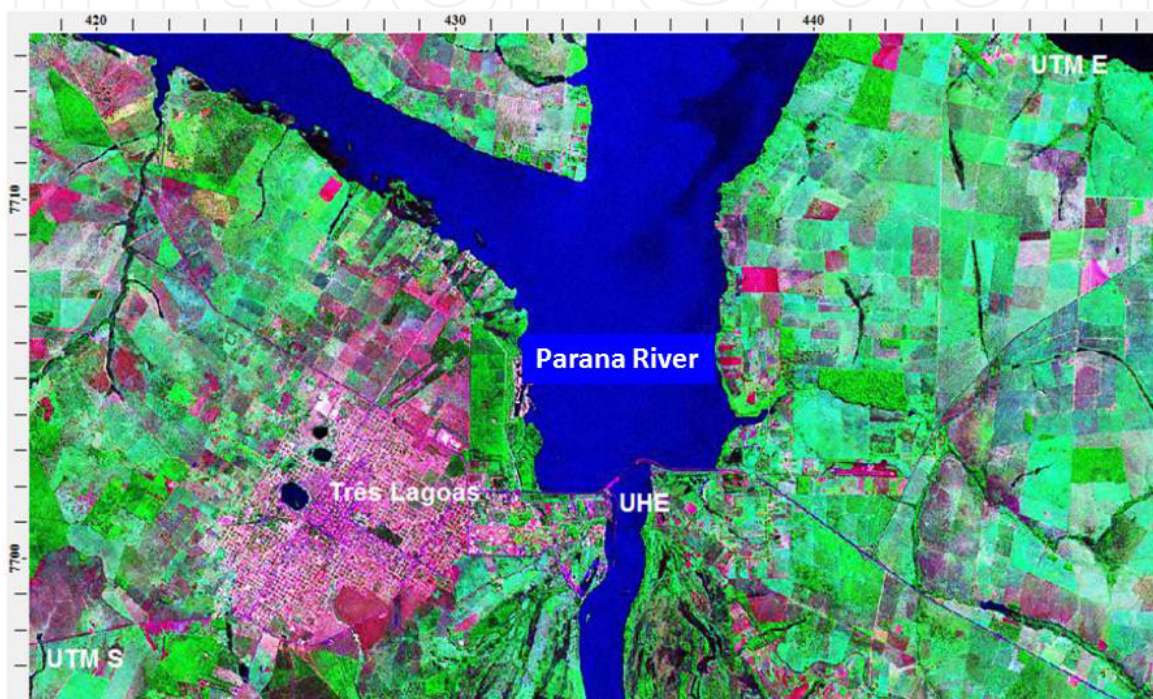 420
430
440
UTM E
7710
Parana River
Três Lagoas
UHE
7700
UTM S